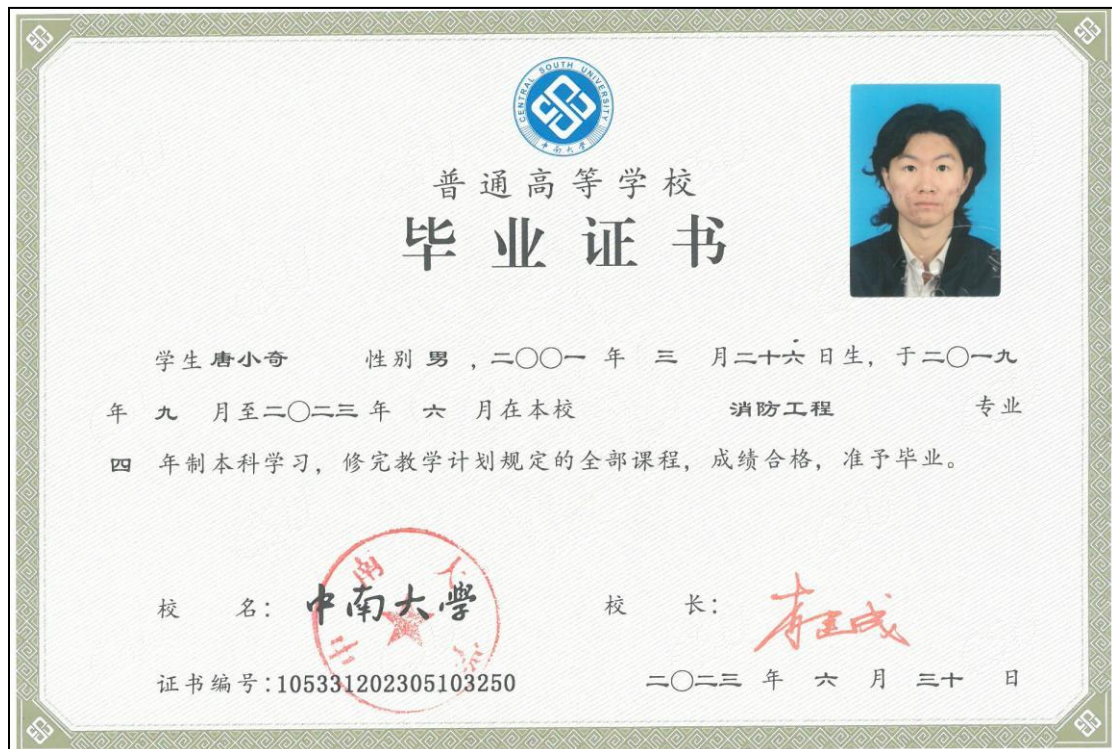 CENTRAL SOUTH UNIVERSITY
中南大学
普通高等学校
毕业证书
学生 唐小奇 性别 男 ，二〇〇一 年 三 月二十六 日生，于二〇一九
年 九 月至二〇二三 年 六 月在本校 消防工程 专业
四 年制本科学习，修完教学计划规定的全部课程，成绩合格，准予毕业。
校 名：中南大學 校 长：
中南大学
证书编号：105331202305103250 二〇二三 年 六 月 三十 日